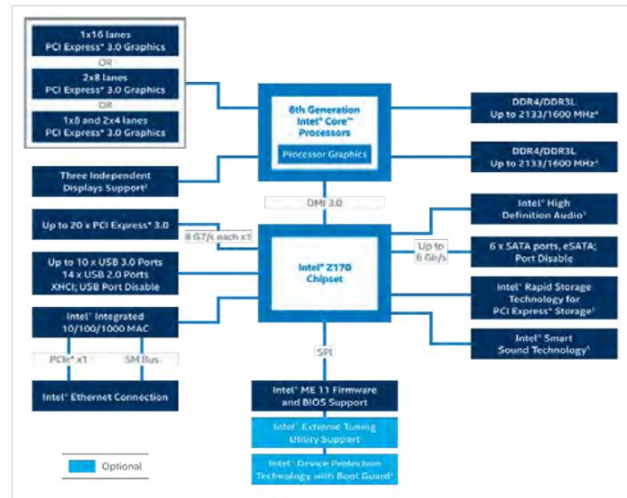 1x16 lanes
PCI Express* 3.0 Graphics
OR
2x8 lanes
PCI Express* 3.0 Graphics
OR
1x8 and 2x4 lanes
PCI Express* 3.0 Graphics
Three Independent
Displays Support
6th Generation
Intel® Core™
Processors
Processor Graphics
DDR4/DDR3L
Up to 2133/1600 MHz
DDR4/DDR3L
Up to 2133/1600 MHz
DMI 3.0
Up to 20 x PCI Express* 3.0
8 GT/s each x1
Up to 10 x USB 3.0 Ports
14 x USB 2.0 Ports
XHCI; USB Port Disable
Intel® Integrated
10/100/1000 MAC
PCIe* x1
SM Bus
Intel® Ethernet Connection
Intel® Z170
Chipset
Intel® High
Definition Audio
Up to
6 Gb/s
6 x SATA ports, eSATA;
Port Disable
Intel® Rapid Storage
Technology for
PCI Express* Storage
Intel® Smart
Sound Technology
SPI
Intel® ME 11 Firmware
and BIOS Support
Intel® Extreme Tuning
Utility Support
Intel® Device Protection
Technology with Boot Guard
Optional